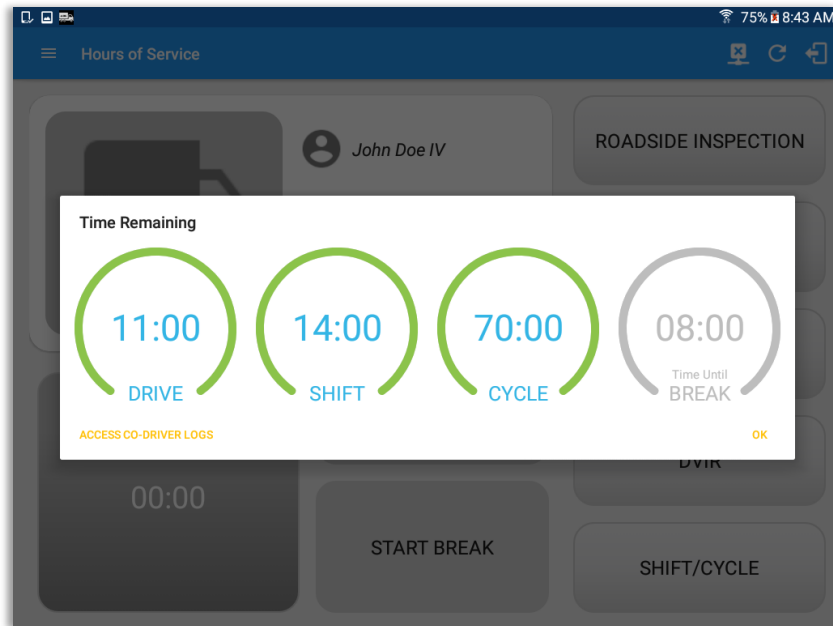 75% 8:43 AM
Hours of Service
John Doe IV
ROADSIDE INSPECTION
Time Remaining
11:00
DRIVE
14:00
SHIFT
70:00
CYCLE
08:00
Time Until
BREAK
ACCESS CO-DRIVER LOGS
OK
DVIR
00:00
START BREAK
SHIFT/CYCLE